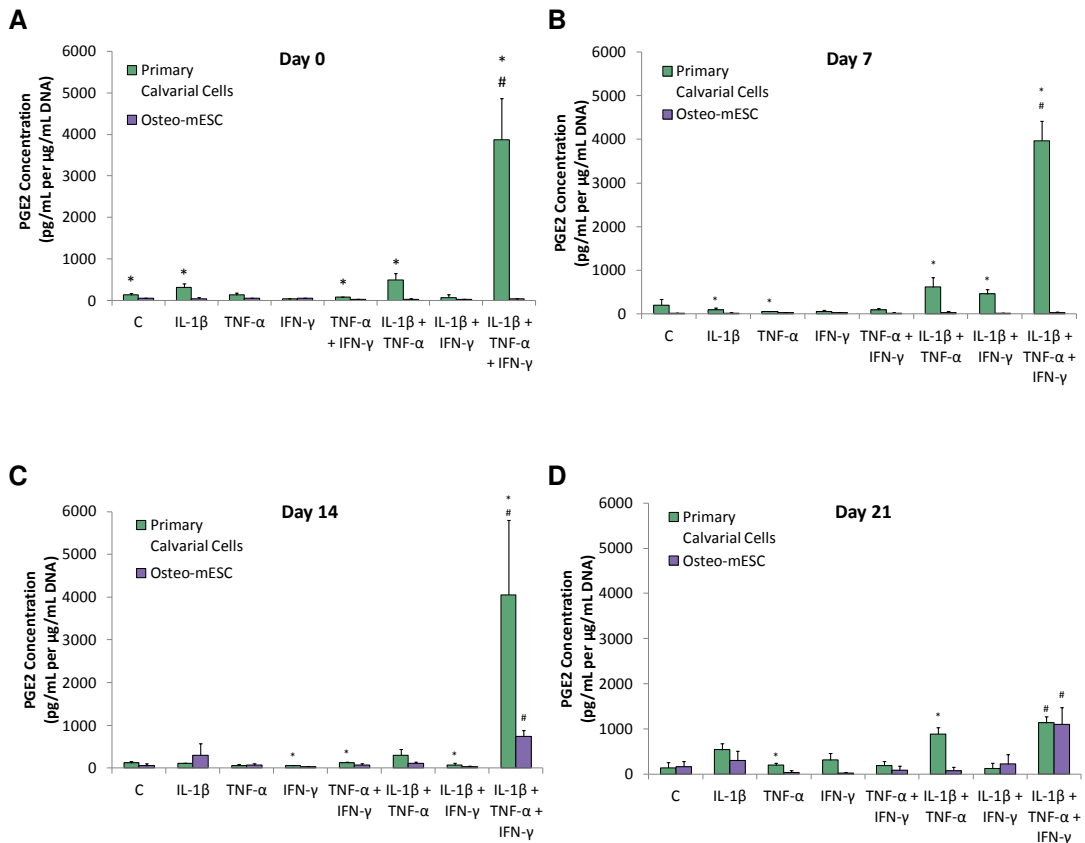 A
Day 0
PGE2 Concentration
(pg/mL per µg/mL DNA)
6000
5000
4000
3000
2000
1000
0
Primary
Calvarial Cells
Osteo-mESC
* * * * *
#
C IL-1β TNF-α IFN-γ TNF-α IL-1β + IL-1β + IL-1β +
+ IFN-γ TNF-α IFN-γ TNF-α
+ IFN-γ
B
Day 7
PGE2 Concentration
(pg/mL per µg/mL DNA)
6000
5000
4000
3000
2000
1000
0
Primary
Calvarial Cells
Osteo-mESC
* * * * *
#
C IL-1β TNF-α IFN-γ TNF-α + IL-1β + IL-1β + IL-1β +
IFN-γ TNF-α IFN-γ TNF-α +
IFN-γ
C
Day 14
PGE2 Concentration
(pg/mL per µg/mL DNA)
6000
5000
4000
3000
2000
1000
0
Primary
Calvarial Cells
Osteo-mESC
* * * *
# #
C IL-1β TNF-α IFN-γ TNF-α + IL-1β + IL-1β + IL-1β +
IFN-γ TNF-α IFN-γ TNF-α +
IFN-γ
D
Day 21
PGE2 Concentration
(pg/mL per µg/mL DNA)
6000
5000
4000
3000
2000
1000
0
Primary
Calvarial Cells
Osteo-mESC
* *
# #
C IL-1β TNF-α IFN-γ TNF-α + IL-1β + IL-1β + IL-1β +
IFN-γ TNF-α IFN-γ TNF-α +
IFN-γ